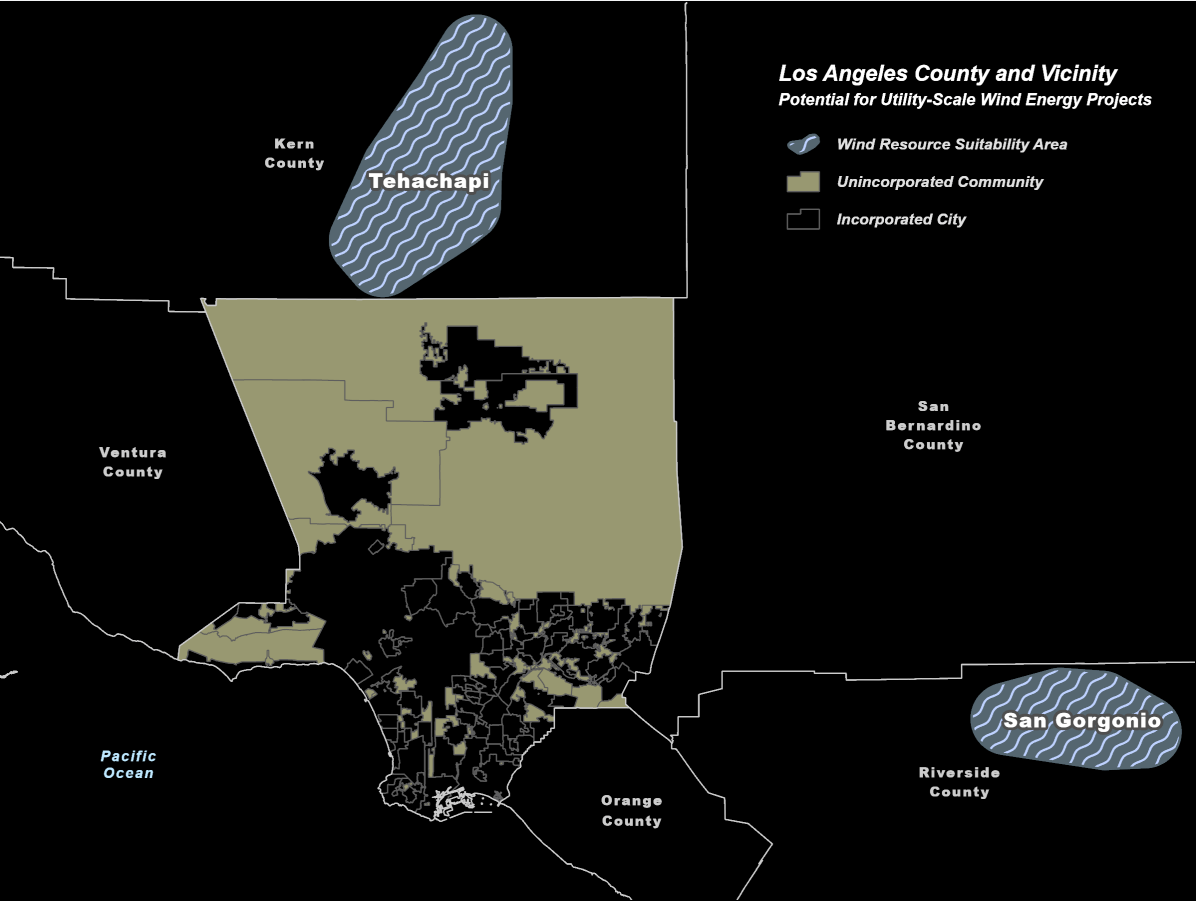 Los Angeles County and Vicinity
Potential for Utility-Scale Wind Energy Projects
Wind Resource Suitability Area
Unincorporated Community
Incorporated City
Kern
County
Tehachapi
San
Bernardino
County
Ventura
County
San Gorgonio
Pacific
Ocean
Riverside
County
Orange
County